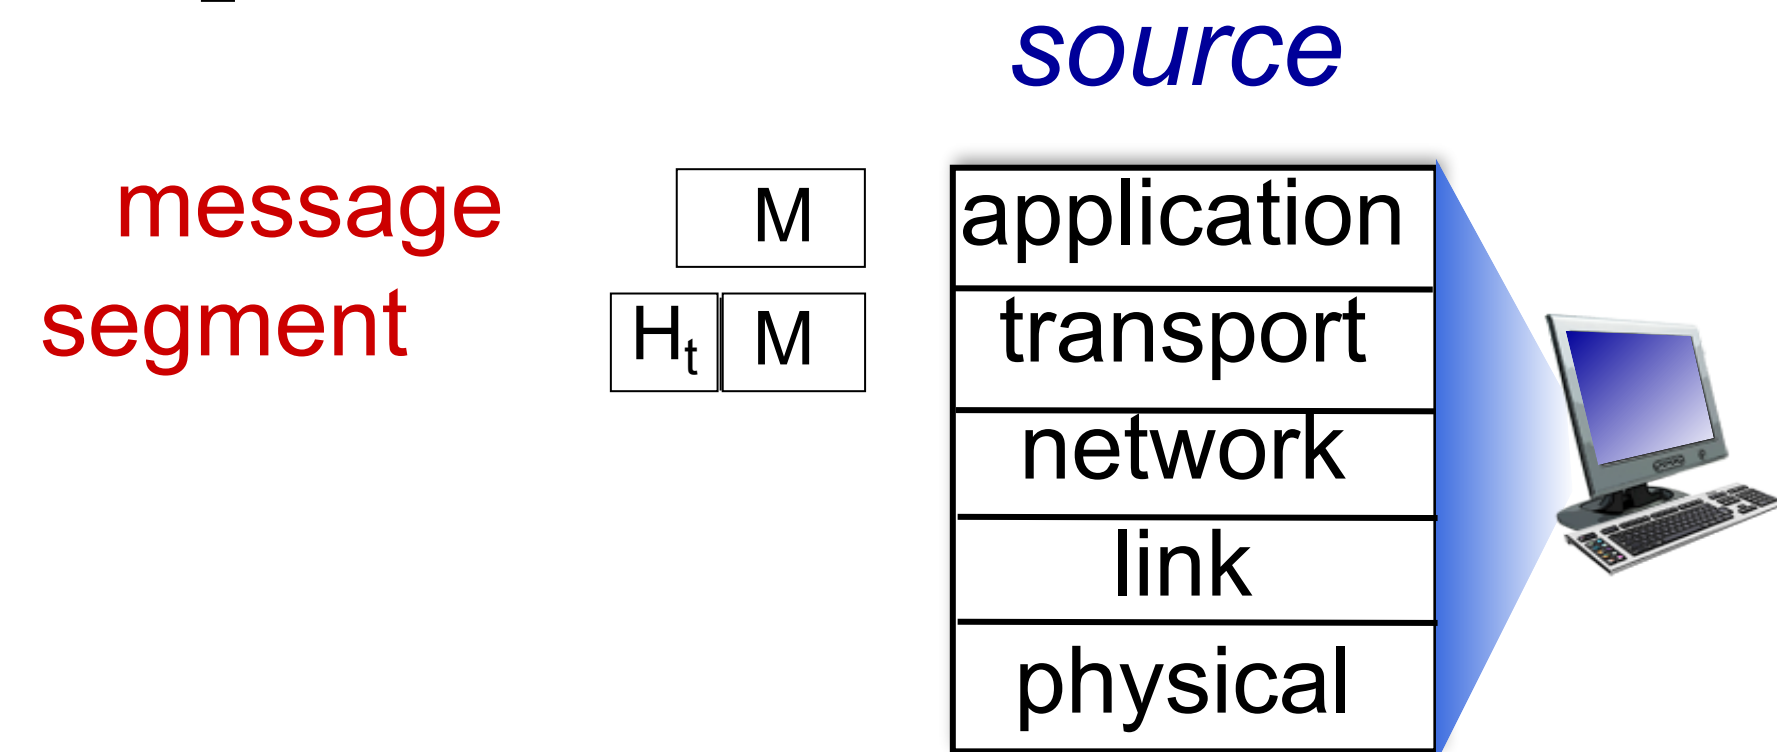 source
message M application
segment Hₜ M transport
network
link
physical